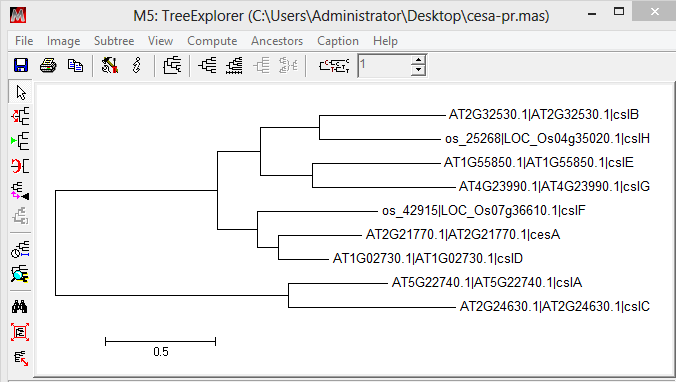 M5: TreeExplorer (C:\Users\Administrator\Desktop\cesa-pr.mas)
File Image Subtree View Compute Ancestors Caption Help
1
AT2G32530.1|AT2G32530.1|cslB
os_25268|LOC_Os04g35020.1|cslH
AT1G55850.1|AT1G55850.1|cslE
AT4G23990.1|AT4G23990.1|cslG
os_42915|LOC_Os07g36610.1|cslF
AT2G21770.1|AT2G21770.1|cesA
AT1G02730.1|AT1G02730.1|cslD
AT5G22740.1|AT5G22740.1|cslA
AT2G24630.1|AT2G24630.1|cslC
0.5